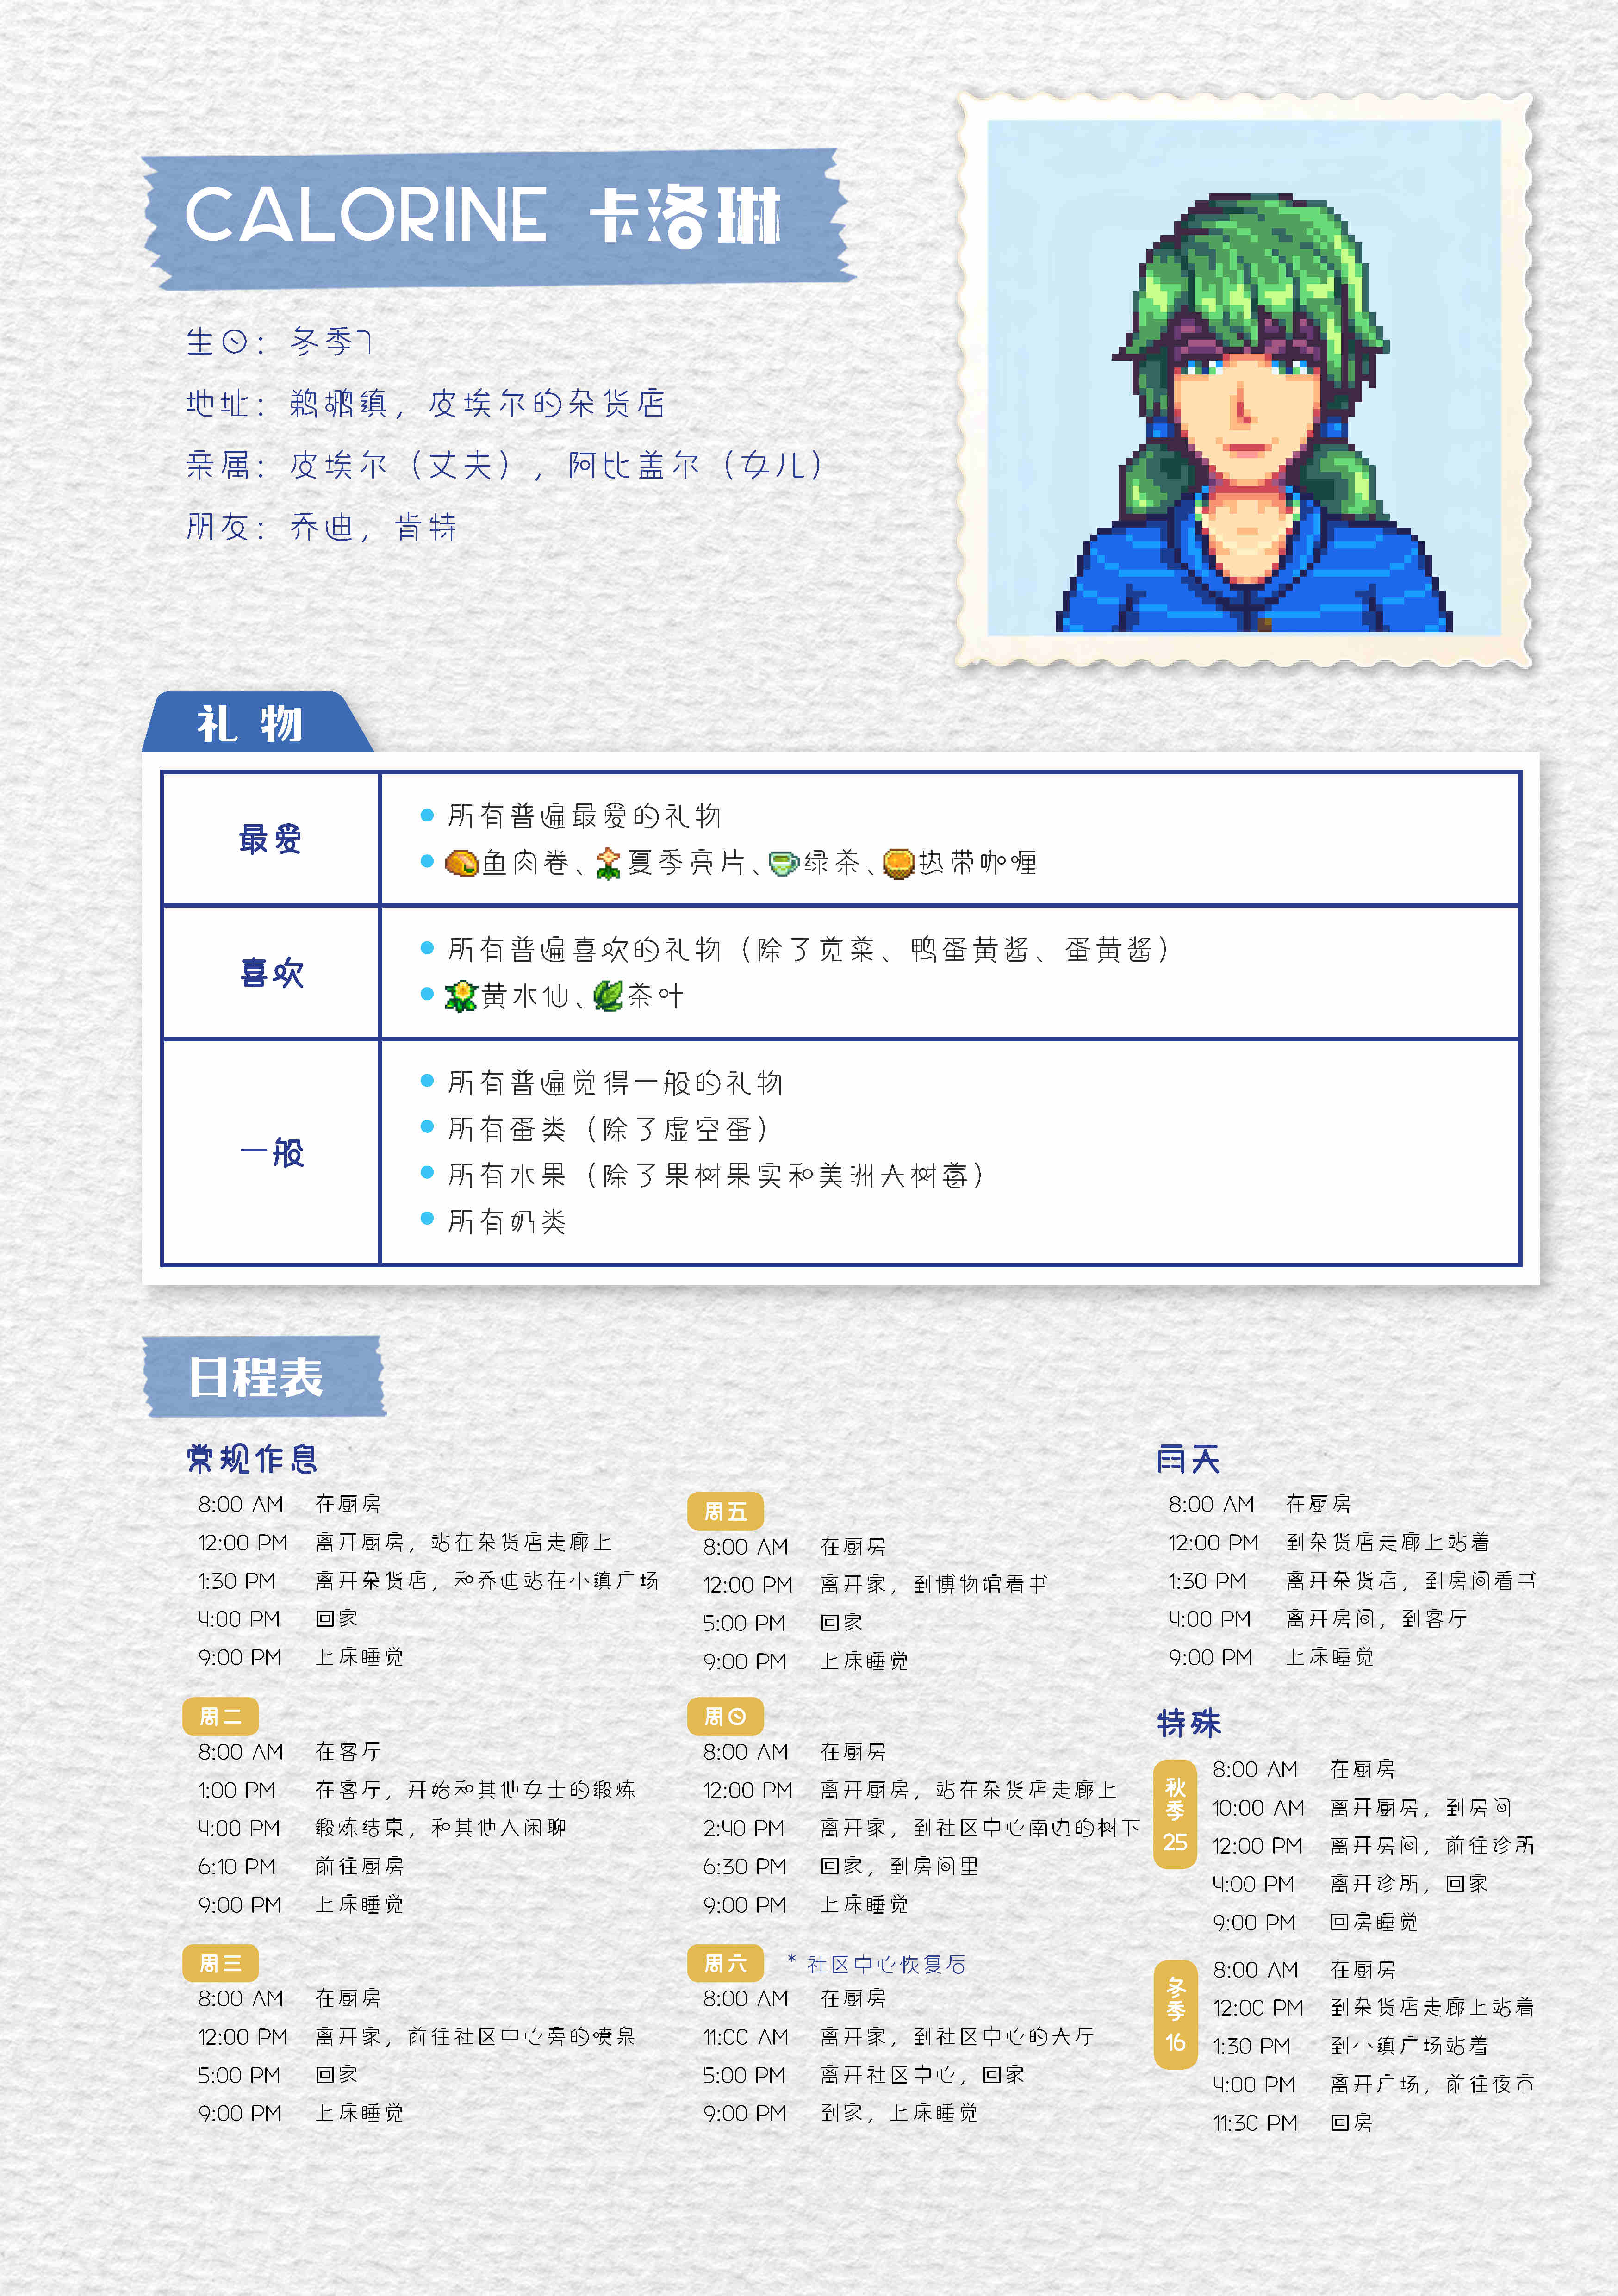 CALORINE 卡洛琳
生日：冬季7
地址：鹈鹕镇，皮埃尔的杂货店
亲属：皮埃尔（丈夫），阿比盖尔（女儿）
朋友：乔迪，肯特
礼 物
最爱
所有普遍最爱的礼物
鱼肉卷、夏季亮片、绿茶、热带咖喱
喜欢
所有普遍喜欢的礼物（除了苋菜、鸭蛋黄酱、蛋黄酱）
黄水仙、茶叶
一般
所有普遍觉得一般的礼物
所有蛋类（除了虚空蛋）
所有水果（除了果树果实和美洲大树莓）
所有奶类
日程表
常规作息
8:00 AM 在厨房
12:00 PM 离开厨房，站在杂货店走廊上
1:30 PM 离开杂货店，和乔迪站在小镇广场
4:00 PM 回家
9:00 PM 上床睡觉
周二
8:00 AM 在客厅
1:00 PM 在客厅，开始和其他女士的锻炼
4:00 PM 锻炼结束，和其他人闲聊
6:10 PM 前往厨房
9:00 PM 上床睡觉
周三
8:00 AM 在厨房
12:00 PM 离开家，前往社区中心旁的喷泉
5:00 PM 回家
9:00 PM 上床睡觉
周五
8:00 AM 在厨房
12:00 PM 离开家，到博物馆看书
5:00 PM 回家
9:00 PM 上床睡觉
周日
8:00 AM 在厨房
12:00 PM 离开厨房，站在杂货店走廊上
2:40 PM 离开家，到社区中心南边的树下
6:30 PM 回家，到房间里
9:00 PM 上床睡觉
周六 * 社区中心恢复后
8:00 AM 在厨房
11:00 AM 离开家，到社区中心的大厅
5:00 PM 离开社区中心，回家
9:00 PM 到家，上床睡觉
雨天
8:00 AM 在厨房
12:00 PM 到杂货店走廊上站着
1:30 PM 离开杂货店，到房间看书
4:00 PM 离开房间，到客厅
9:00 PM 上床睡觉
特殊
秋季25
8:00 AM 在厨房
10:00 AM 离开厨房，到房间
12:00 PM 离开房间，前往诊所
4:00 PM 离开诊所，回家
9:00 PM 回房睡觉
冬季16
8:00 AM 在厨房
12:00 PM 到杂货店走廊上站着
1:30 PM 到小镇广场站着
4:00 PM 离开广场，前往夜市
11:30 PM 回房